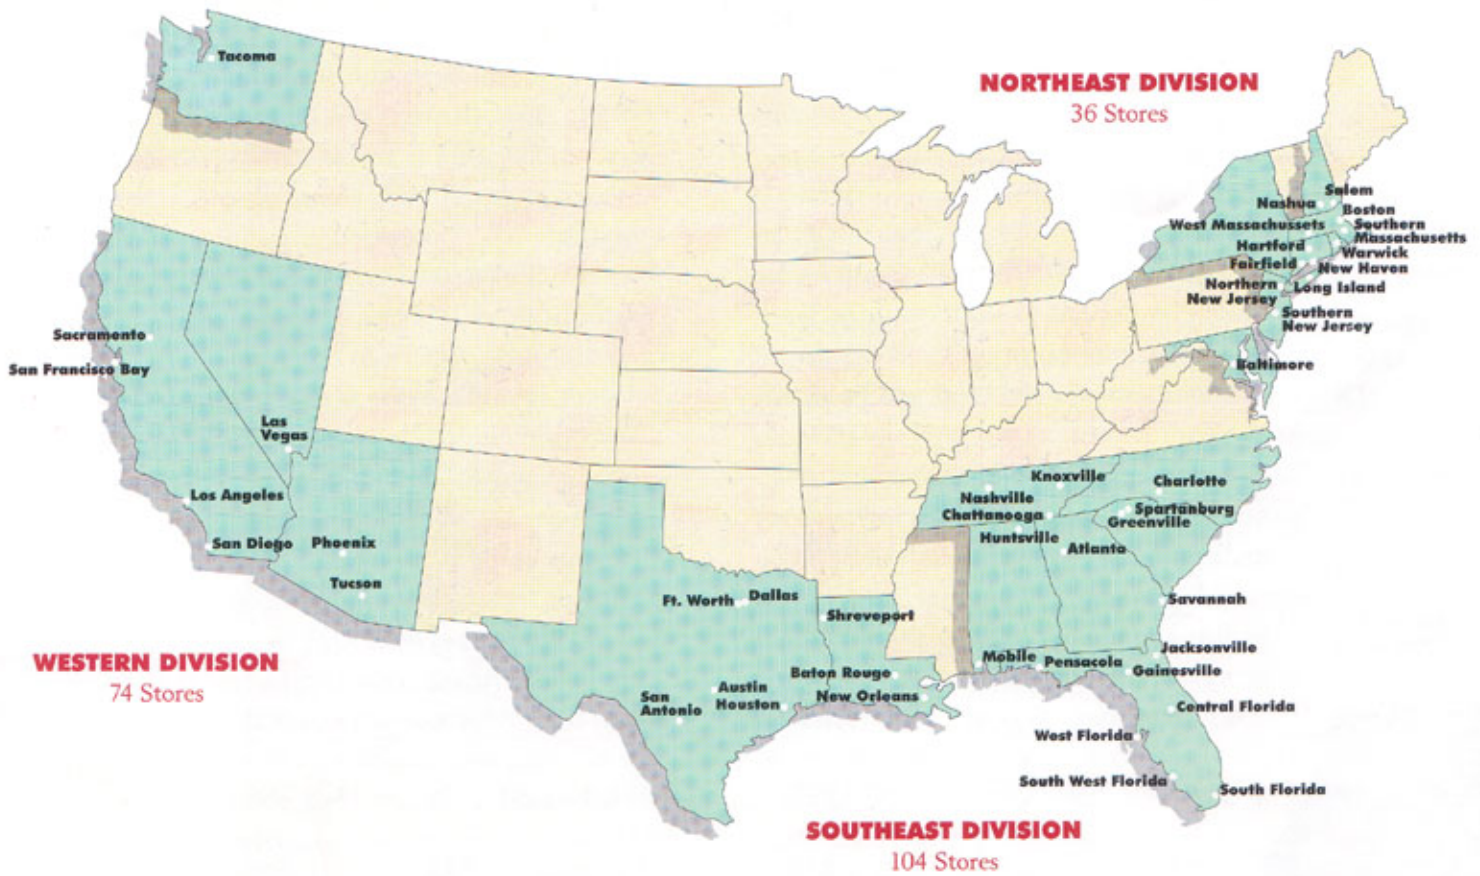 Tacoma
NORTHEAST DIVISION
36 Stores
Salem
Nashua
Boston
West Massachussets
Southern
Massachusetts
Hartford
Warwick
Fairfield
New Haven
Northern
New Jersey
Long Island
Southern
New Jersey
Baltimore
Sacramento
San Francisco Bay
Las
Vegas
Los Angeles
San Diego
Phoenix
Tucson
WESTERN DIVISION
74 Stores
Knoxville
Charlotte
Nashville
Chattanooga
Spartanburg
Greenville
Huntsville
Atlanta
Ft. Worth
Dallas
Shreveport
Savannah
Mobile
Pensacola
Jacksonville
Gainesville
Baton Rouge
New Orleans
Austin
Houston
San
Antonio
Central Florida
West Florida
South West Florida
South Florida
SOUTHEAST DIVISION
104 Stores